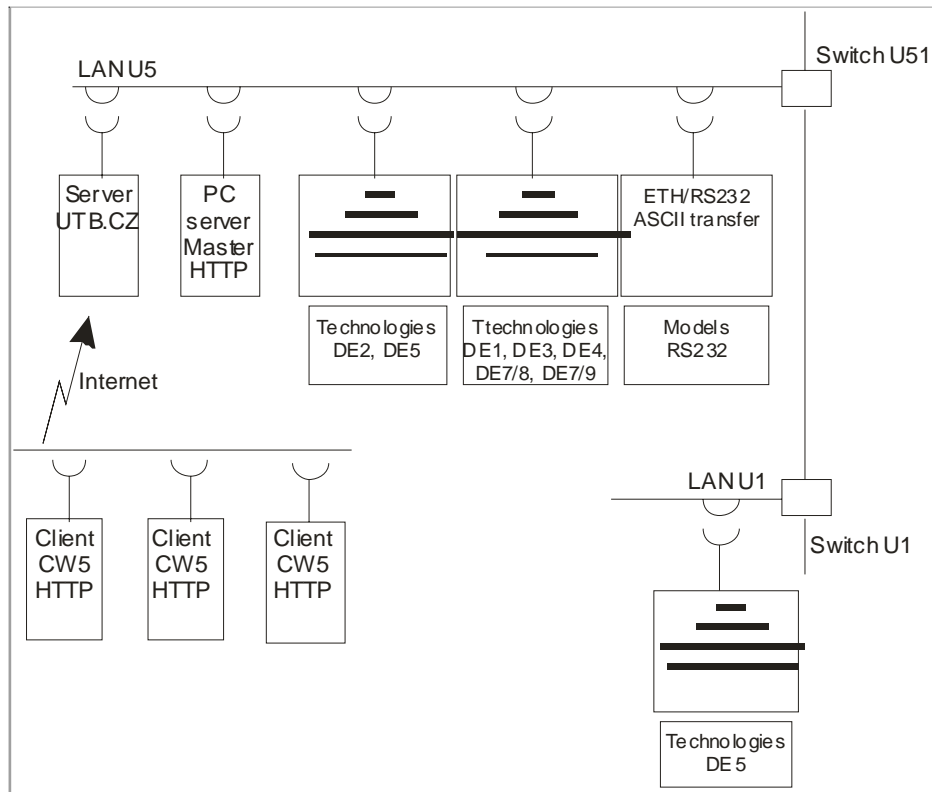 Switch U51
LAN U5
Server
UTB.CZ
PC
server
Master
HTTP
ETH/RS232
ASCII transfer
Technologies
DE2, DE5
Ttechnologies
DE1, DE3, DE4,
DE7/8, DE7/9
Models
RS232
Internet
LAN U1
Switch U1
Client
CW5
HTTP
Client
CW5
HTTP
Client
CW5
HTTP
Technologies
DE 5